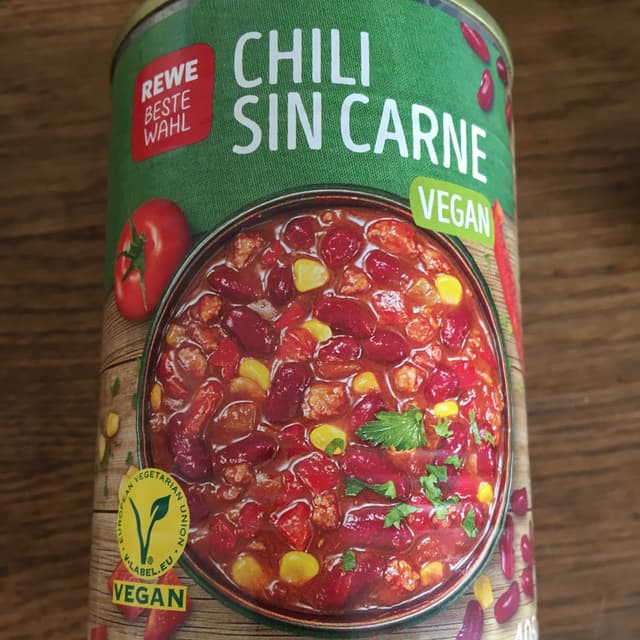 REWE
BESTE
WAHL
CHILI
SIN CARNE
VEGAN
EUROPEAN VEGETARIAN UNION
V-LABEL.EU
VEGAN